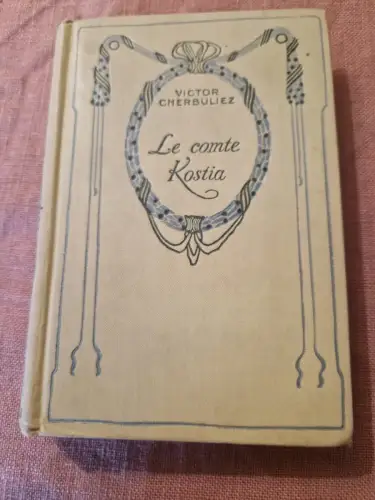 VICTOR
CHERBULIEZ
Le comte
Kostia